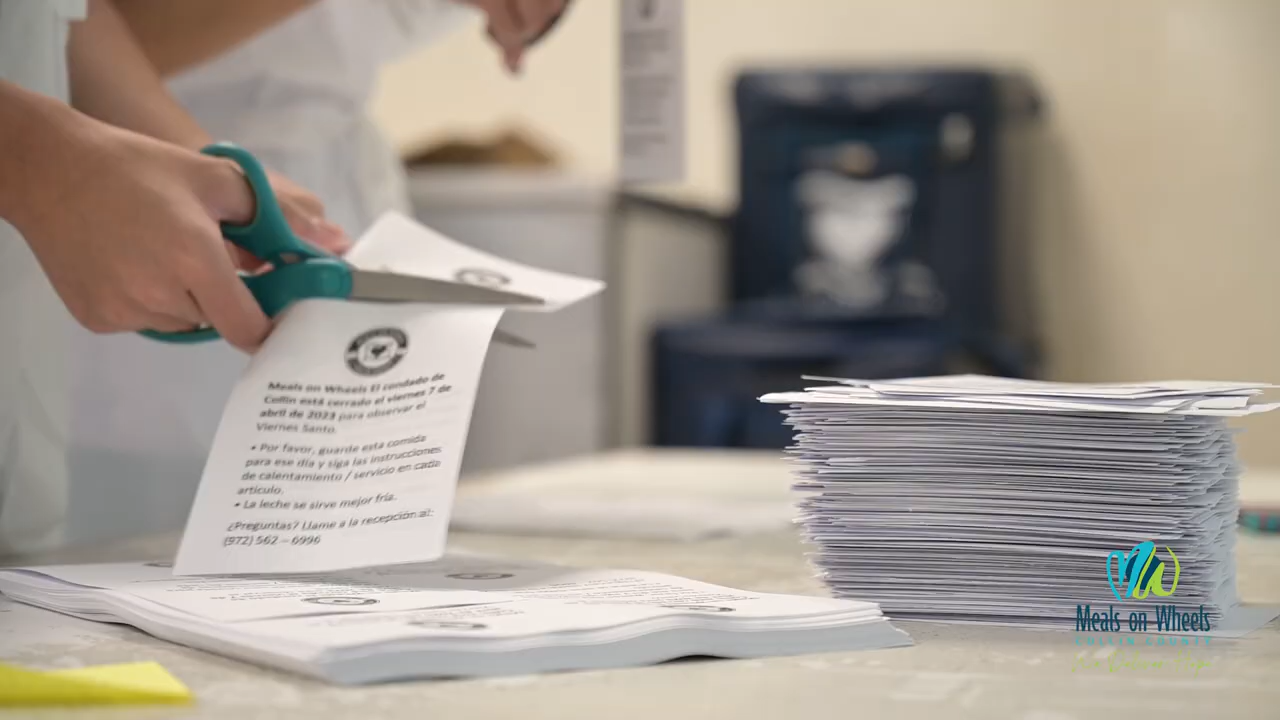 Meals on Wheels El condado de
Collin está cerrado el viernes 7 de
abril de 2023 para observar el
Viernes Santo.
• Por favor, guarde esta comida
para ese día y siga las instrucciones
de calentamiento / servicio en cada
artículo.
• La leche se sirve mejor fría.
¿Preguntas? Llame a la recepción al:
(972) 562 – 6996
Meals on Wheels
COLLIN COUNTY